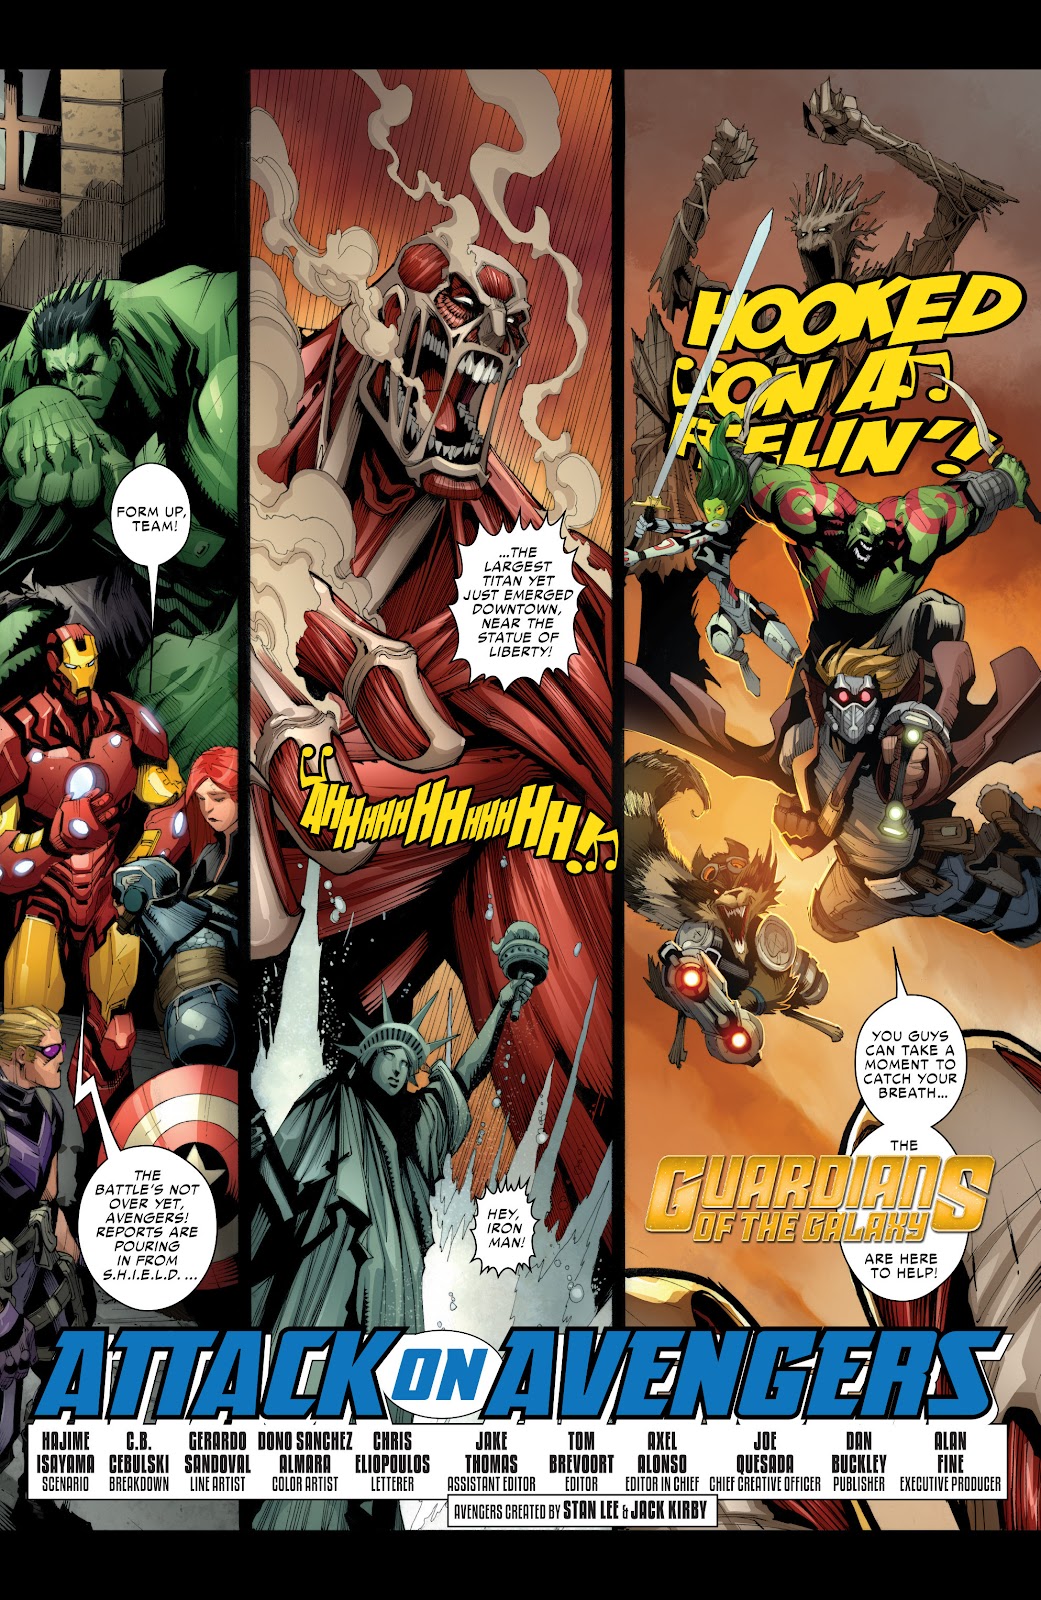 FORM UP,
TEAM!
THE
BATTLE'S NOT
OVER YET,
AVENGERS!
REPORTS ARE
POURING
IN FROM
S.H.I.E.L.D. ...
...THE
LARGEST
TITAN YET
JUST EMERGED
DOWNTOWN,
NEAR THE
STATUE OF
LIBERTY!
AHHHHHHHHHHHHH!!
HEY,
IRON
MAN!
HOOKED
ON A
FEELIN'!
YOU GUYS
CAN TAKE A
MOMENT TO
CATCH YOUR
BREATH...
THE
GUARDIANS
OF THE GALAXY
ARE HERE
TO HELP!
ATTACK ON AVENGERS
HAJIME
ISAYAMA
SCENARIO
C.B.
CEBULSKI
BREAKDOWN
GERARDO
SANDOVAL
LINE ARTIST
DONO SANCHEZ
ALMARA
COLOR ARTIST
CHRIS
ELIOPOULOS
LETTERER
JAKE
THOMAS
ASSISTANT EDITOR
TOM
BREVOORT
EDITOR
AXEL
ALONSO
EDITOR IN CHIEF
JOE
QUESADA
CHIEF CREATIVE OFFICER
DAN
BUCKLEY
PUBLISHER
ALAN
FINE
EXECUTIVE PRODUCER
AVENGERS CREATED BY STAN LEE & JACK KIRBY